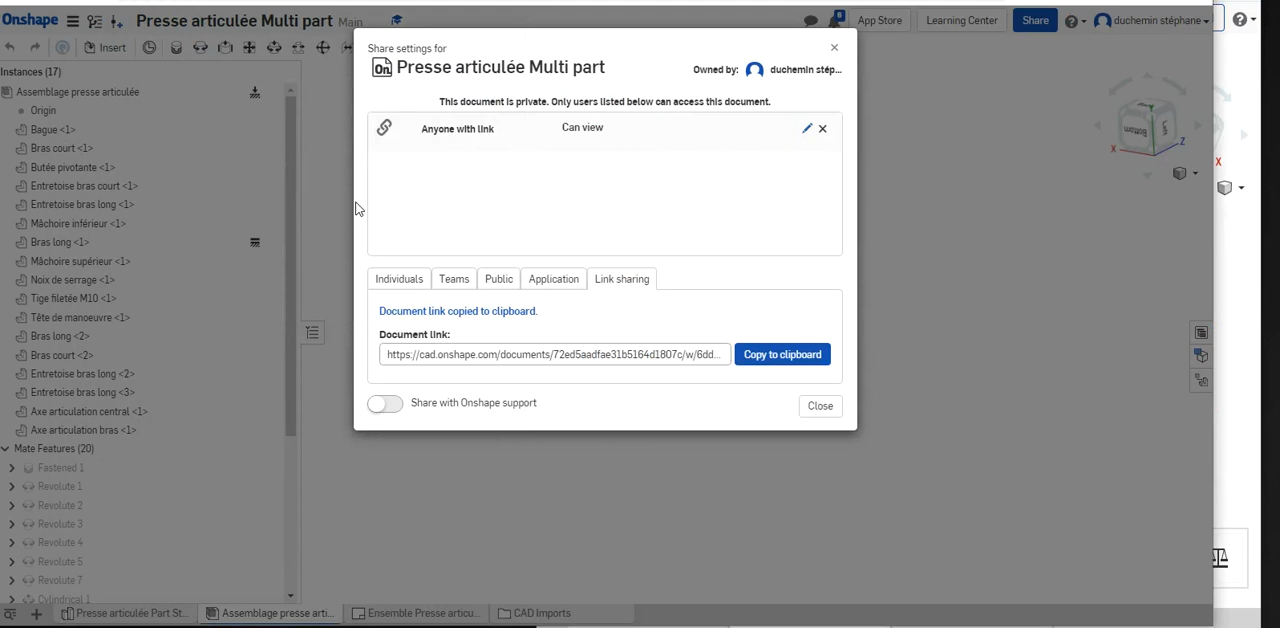 Onshape Presse articulée Multi part Main App Store Learning Center Share duchemin stéphane
Insert
Instances (17)
Assemblage presse articulée
Origin
Bague <1>
Bras court <1>
Butée pivotante <1>
Entretoise bras court <1>
Entretoise bras long <1>
Mâchoire inférieur <1>
Bras long <1>
Mâchoire supérieur <1>
Noix de serrage <1>
Tige filetée M10 <1>
Tête de manoeuvre <1>
Bras long <2>
Bras court <2>
Entretoise bras long <2>
Entretoise bras long <3>
Axe articulation central <1>
Axe articulation bras <1>
Mate Features (20)
Fastened 1
Revolute 1
Revolute 2
Revolute 3
Revolute 4
Revolute 5
Revolute 7
Cylindrical 1
Share settings for
Presse articulée Multi part
Owned by: duchemin stép...
This document is private. Only users listed below can access this document.
Anyone with link Can view
Individuals Teams Public Application Link sharing
Document link copied to clipboard.
Document link:
https://cad.onshape.com/documents/72ed5aadfae31b5164d1807c/w/6dd... Copy to clipboard
Share with Onshape support
Close
Bottom
X Z
X
Presse articulée Part St... Assemblage presse arti... Ensemble Presse articu... CAD Imports